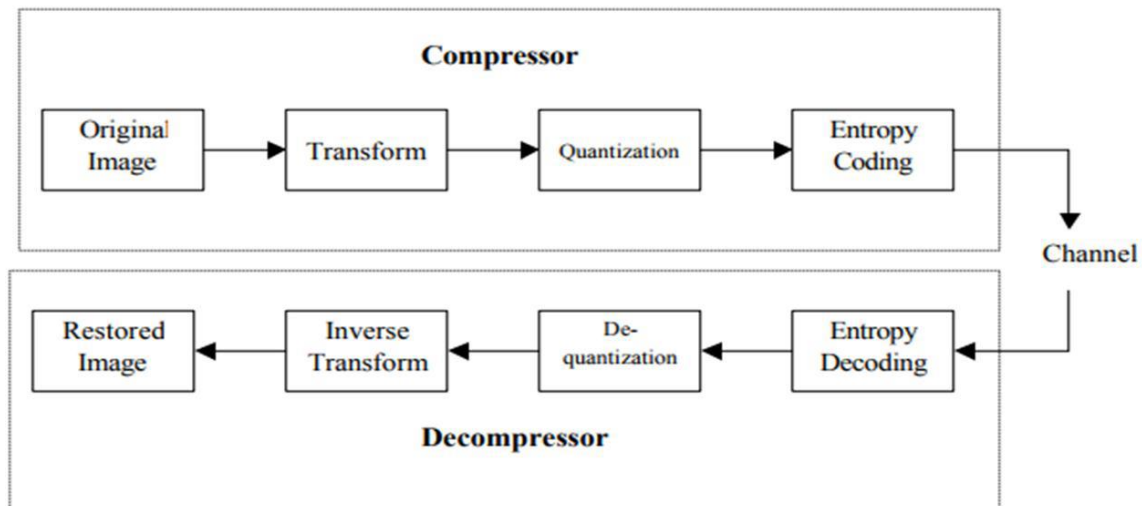 Compressor
Original
Image
Transform
Quantization
Entropy
Coding
Channel
Restored
Image
Inverse
Transform
De-
quantization
Entropy
Decoding
Decompressor